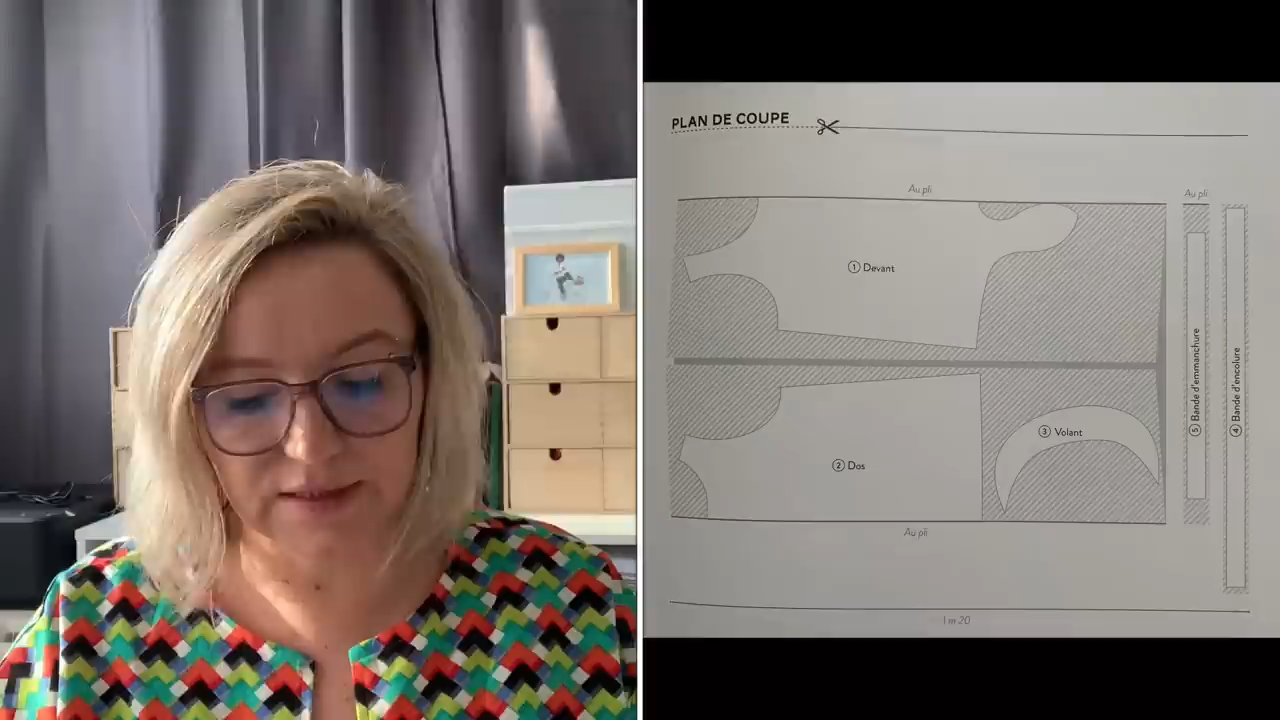 PLAN DE COUPE
Au pli
Au pli
① Devant
② Dos
③ Volant
⑤ Bande d'emmanchure
④ Bande d'encolure
Au pli
1 m 20